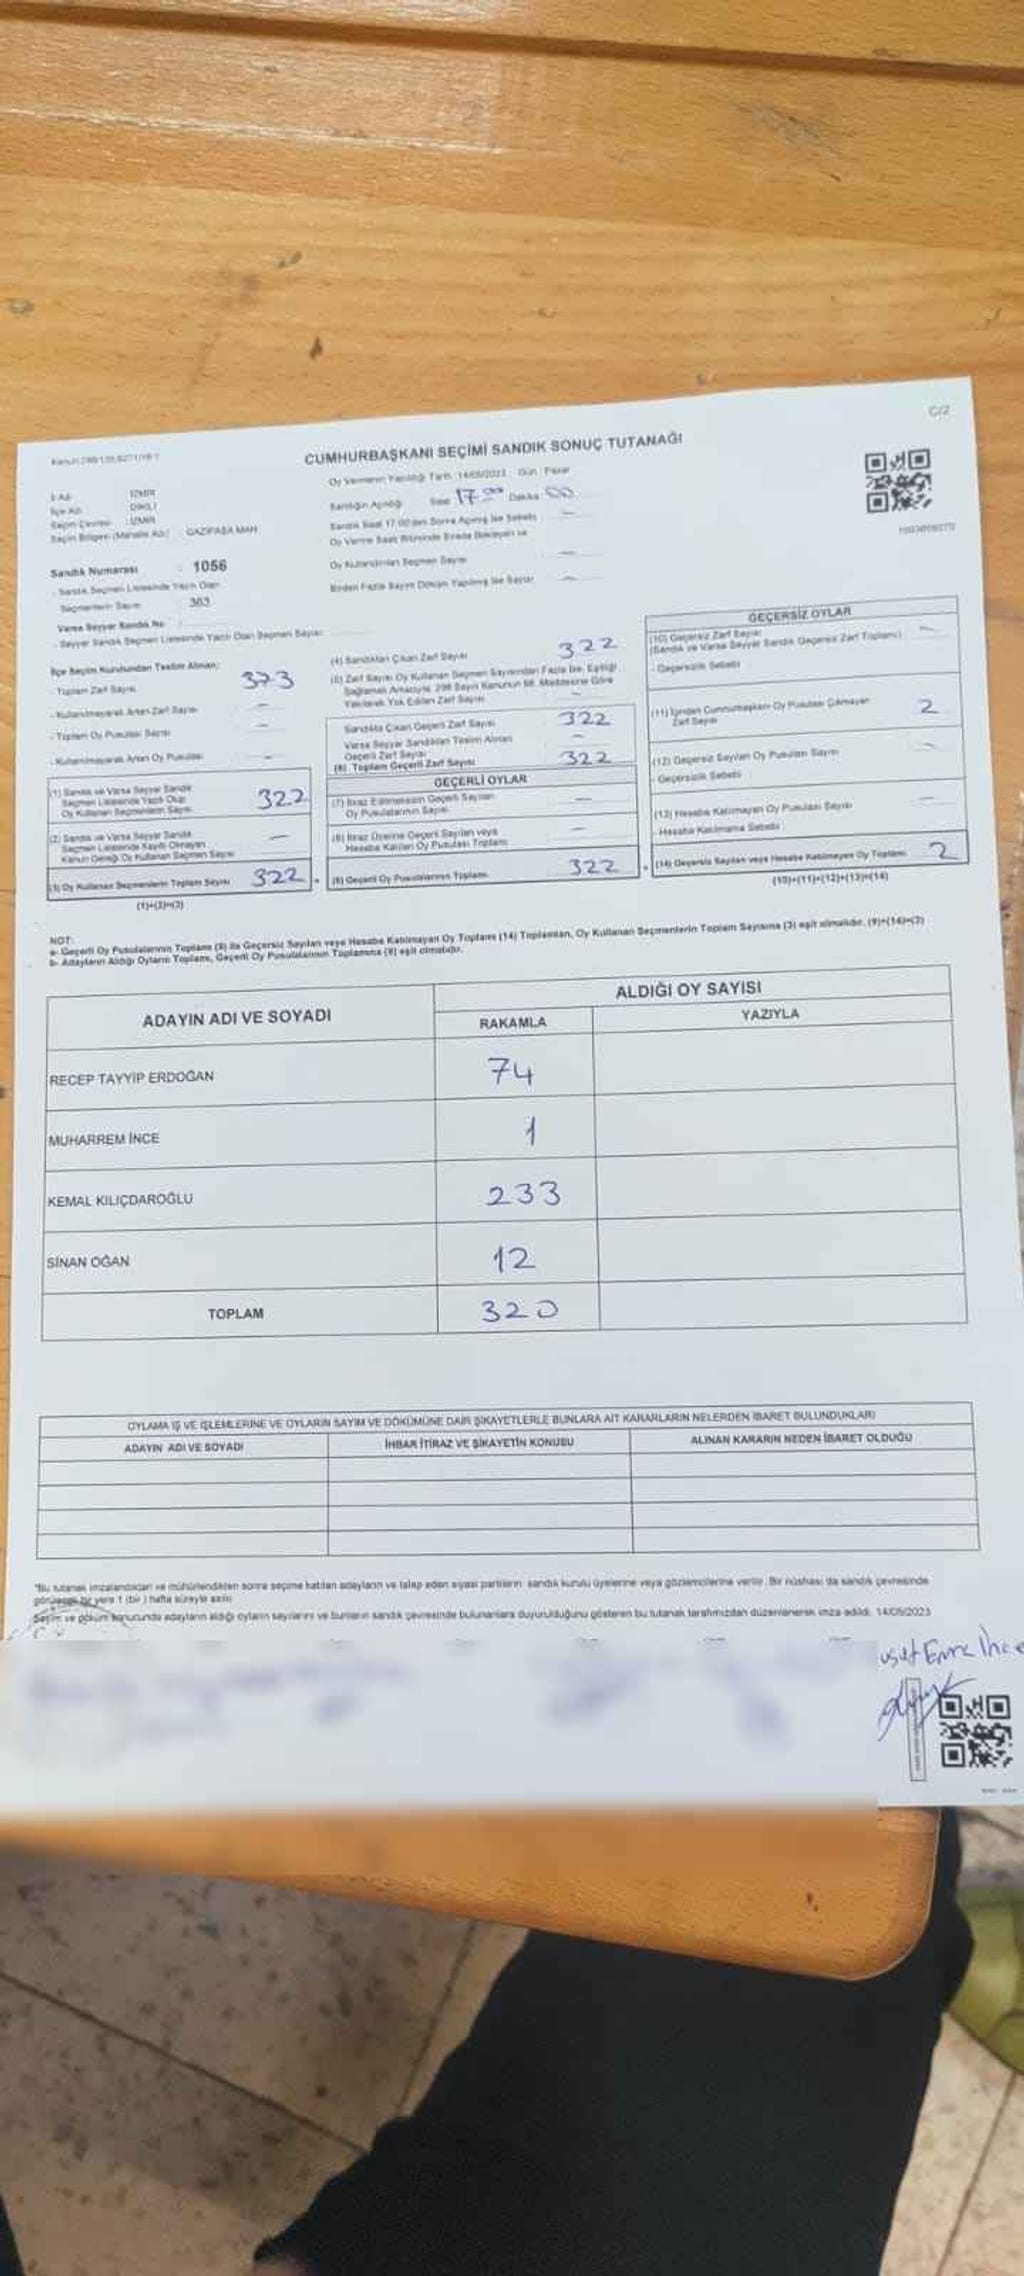 C/2
CUMHURBAŞKANI SEÇİMİ SANDIK SONUÇ TUTANAĞI
Oy Vermenin Yapıldığı Tarih : 14/05/2023 Gün : Pazar
İl Adı : İZMİR
İlçe Adı : DİKİLİ
Seçim Çevresi : İZMİR
Seçim Bölgesi (Mahalle Adı) : GAZİPAŞA MAH.
Sandığın Açıldığı Saat 17.00 Dakika 00
Sandık Saat 17.00'den Sonra Açılmış İse Sebebi
Oy Verme Saati Bitiminde Sırada Bekleyen ve
Oy Kullandırılan Seçmen Sayısı —
Birden Fazla Sayım Döküm Yapılmış İse Sayısı —
Sandık Numarası : 1056
- Sandık Seçmen Listesinde Yazılı Olan
Seçmenlerin Sayısı : 363
Varsa Seyyar Sandık No :
- Seyyar Sandık Seçmen Listesinde Yazılı Olan Seçmen Sayısı:
İlçe Seçim Kurulundan Teslim Alınan;
- Toplam Zarf Sayısı 373
- Kullanılmayarak Artan Zarf Sayısı —
- Toplam Oy Pusulası Sayısı —
- Kullanılmayarak Artan Oy Pusulası —
(1) Sandık ve Varsa Seyyar Sandık
Seçmen Listesinde Yazılı Olup
Oy Kullanan Seçmenlerin Sayısı 322
(2) Sandık ve Varsa Seyyar Sandık
Seçmen Listesinde Kayıtlı Olmayan
Kanun Gereği Oy Kullanan Seçmen Sayısı —
(3) Oy Kullanan Seçmenlerin Toplam Sayısı 322
(1)+(2)=(3)
(4) Sandıktan Çıkan Zarf Sayısı 322
(5) Zarf Sayısı Oy Kullanan Seçmen Sayısından Fazla İse, Eşitliği
Sağlamak Amacıyla 298 Sayılı Kanunun 98. Maddesine Göre
Yakılarak Yok Edilen Zarf Sayısı —
Sandıkta Çıkan Geçerli Zarf Sayısı 322
Varsa Seyyar Sandıktan Teslim Alınan
Geçerli Zarf Sayısı —
(6) Toplam Geçerli Zarf Sayısı 322
GEÇERLİ OYLAR
(7) İtiraz Edilmeksizin Geçerli Sayılan
Oy Pusulalarının Sayısı —
(8) İtiraz Üzerine Geçerli Sayılan veya
Hesaba Katılan Oy Pusulası Toplamı —
(9) Geçerli Oy Pusulalarının Toplamı 322
GEÇERSİZ OYLAR
(10) Geçersiz Zarf Sayısı
(Sandık ve Varsa Seyyar Sandık Geçersiz Zarf Toplamı) —
- Geçersizlik Sebebi
(11) İçinden Cumhurbaşkanı Oy Pusulası Çıkmayan
Zarf Sayısı 2
(12) Geçersiz Sayılan Oy Pusulası Sayısı —
- Geçersizlik Sebebi
(13) Hesaba Katılmayan Oy Pusulası Sayısı —
- Hesaba Katılmama Sebebi
(14) Geçersiz Sayılan veya Hesaba Katılmayan Oy Toplamı 2
(10)+(11)+(12)+(13)=(14)
NOT:
a- Geçerli Oy Pusulalarının Toplamı (9) ile Geçersiz Sayılan veya Hesaba Katılmayan Oy Toplamı (14) Toplamları, Oy Kullanan Seçmenlerin Toplam Sayısına (3) eşit olmalıdır. (9)+(14)=(3)
b- Adayların Aldığı Oyların Toplamı, Geçerli Oy Pusulalarının Toplamına (9) eşit olmalıdır.
ADAYIN ADI VE SOYADI
ALDIĞI OY SAYISI
RAKAMLA YAZIYLA
RECEP TAYYİP ERDOĞAN 74
MUHARREM İNCE 1
KEMAL KILIÇDAROĞLU 233
SİNAN OĞAN 12
TOPLAM 320
OYLAMA İŞ VE İŞLEMLERİNE VE OYLARIN SAYIM VE DÖKÜMÜNE DAİR ŞİKAYETLERLE BUNLARA AİT KARARLARIN NELERDEN İBARET BULUNDUKLARI
ADAYIN ADI VE SOYADI İHBAR İTİRAZ VE ŞİKAYETİN KONUSU ALINAN KARARIN NEDEN İBARET OLDUĞU
*Bu tutanak imzalandıktan ve mühürlendikten sonra seçime katılan adayların ve talep eden siyasi partilerin sandık kurulu üyelerine veya gözlemcilerine verilir. Bir nüshası da sandık çevresinde
görülecek bir yere 1 (bir) hafta süreyle asılır.
Sayım ve döküm sonucunda adayların aldığı oyların sayılarını ve bunların sandık çevresinde bulunanlara duyurulduğunu gösteren bu tutanak tarafımızdan düzenlenerek imza edildi. 14/05/2023
usuf Emre İnce